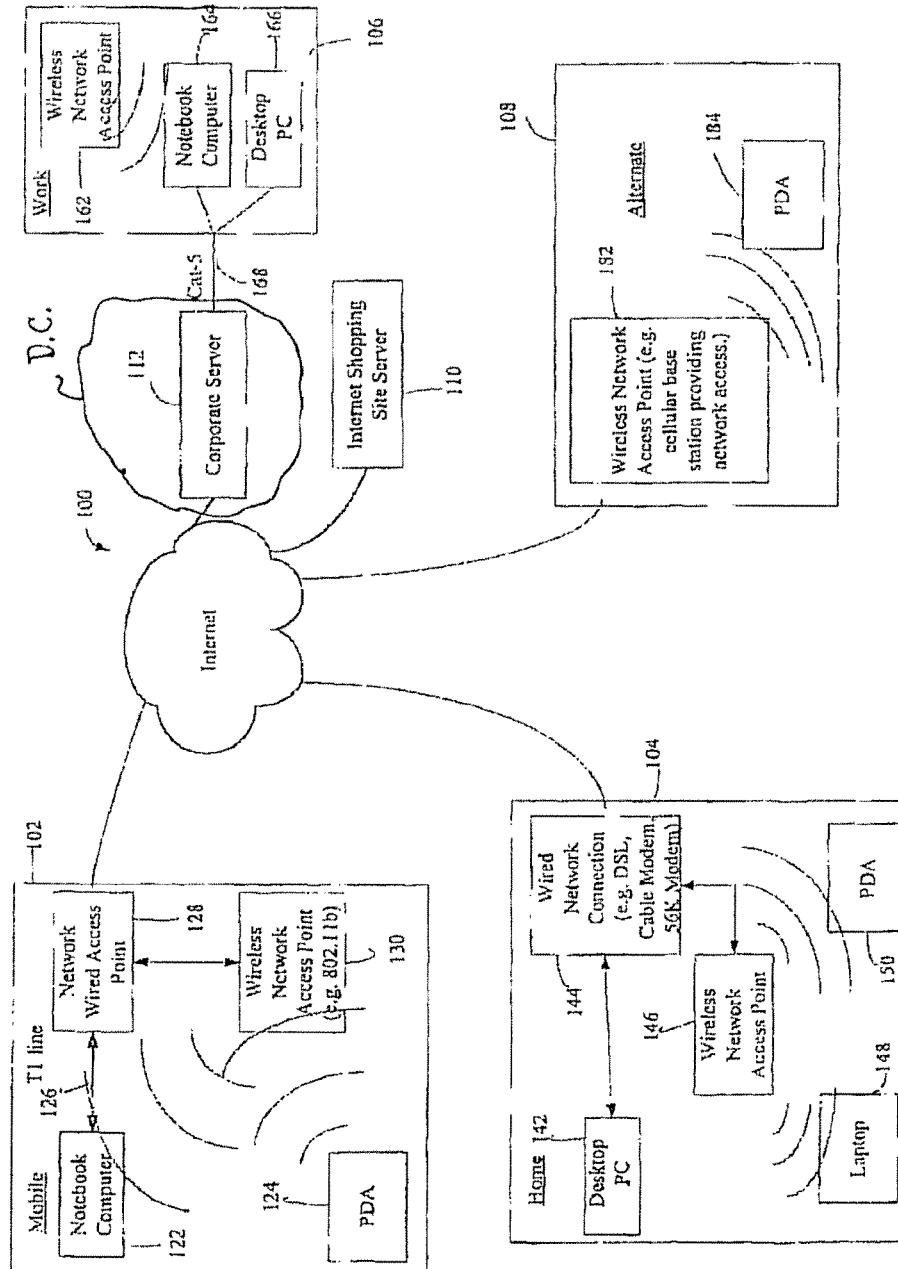 100
Mobile
T1 line
126
Notebook
Computer
122
Network
Wired Access
Point
128
102
Wireless
Network
Access Point
(e.g. 802.11b)
130
124
PDA
Internet
D.C.
112
Corporate Server
Cat-5
168
Internet Shopping
Site Server
110
Work
Wireless
Network
Access Point
162
Notebook
Computer
164
Desktop
PC
166
106
Home
142
Desktop
PC
Wired
Network
Connection
(e.g. DSL,
Cable Modem,
56K Modem)
144
104
146
Wireless
Network
Access Point
Laptop
148
PDA
150
108
Alternate
182
Wireless Network
Access Point (e.g.
cellular base
station providing
network access.)
184
PDA